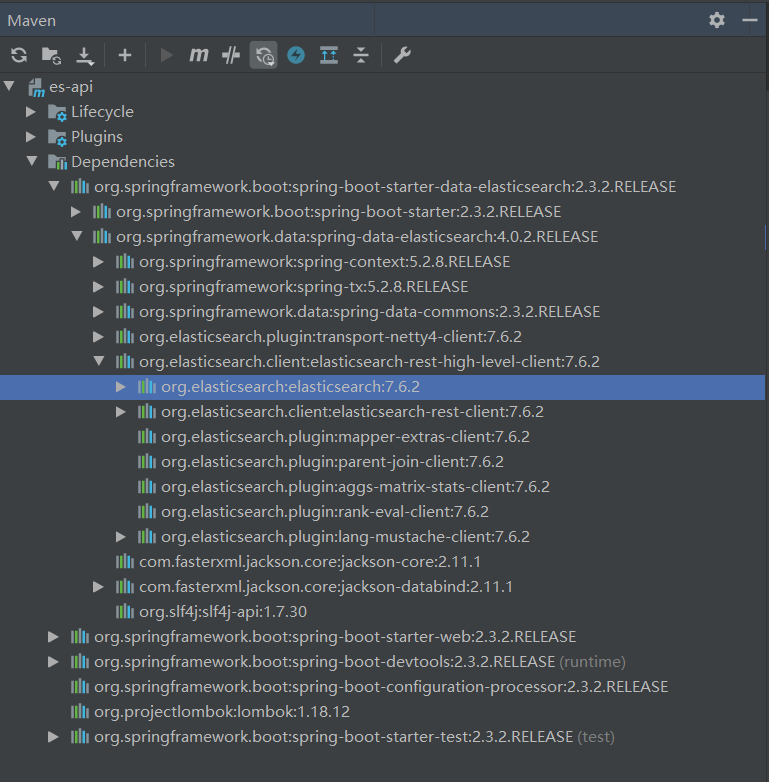 Maven
es-api
Lifecycle
Plugins
Dependencies
org.springframework.boot:spring-boot-starter-data-elasticsearch:2.3.2.RELEASE
org.springframework.boot:spring-boot-starter:2.3.2.RELEASE
org.springframework.data:spring-data-elasticsearch:4.0.2.RELEASE
org.springframework:spring-context:5.2.8.RELEASE
org.springframework:spring-tx:5.2.8.RELEASE
org.springframework.data:spring-data-commons:2.3.2.RELEASE
org.elasticsearch.plugin:transport-netty4-client:7.6.2
org.elasticsearch.client:elasticsearch-rest-high-level-client:7.6.2
org.elasticsearch:elasticsearch:7.6.2
org.elasticsearch.client:elasticsearch-rest-client:7.6.2
org.elasticsearch.plugin:mapper-extras-client:7.6.2
org.elasticsearch.plugin:parent-join-client:7.6.2
org.elasticsearch.plugin:aggs-matrix-stats-client:7.6.2
org.elasticsearch.plugin:rank-eval-client:7.6.2
org.elasticsearch.plugin:lang-mustache-client:7.6.2
com.fasterxml.jackson.core:jackson-core:2.11.1
com.fasterxml.jackson.core:jackson-databind:2.11.1
org.slf4j:slf4j-api:1.7.30
org.springframework.boot:spring-boot-starter-web:2.3.2.RELEASE
org.springframework.boot:spring-boot-devtools:2.3.2.RELEASE (runtime)
org.springframework.boot:spring-boot-configuration-processor:2.3.2.RELEASE
org.projectlombok:lombok:1.18.12
org.springframework.boot:spring-boot-starter-test:2.3.2.RELEASE (test)